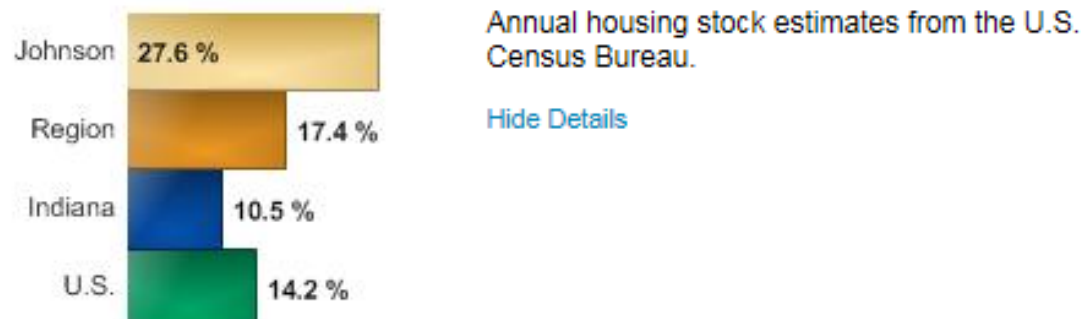 Johnson 27.6 %
Region 17.4 %
Indiana 10.5 %
U.S. 14.2 %
Annual housing stock estimates from the U.S.
Census Bureau.
Hide Details